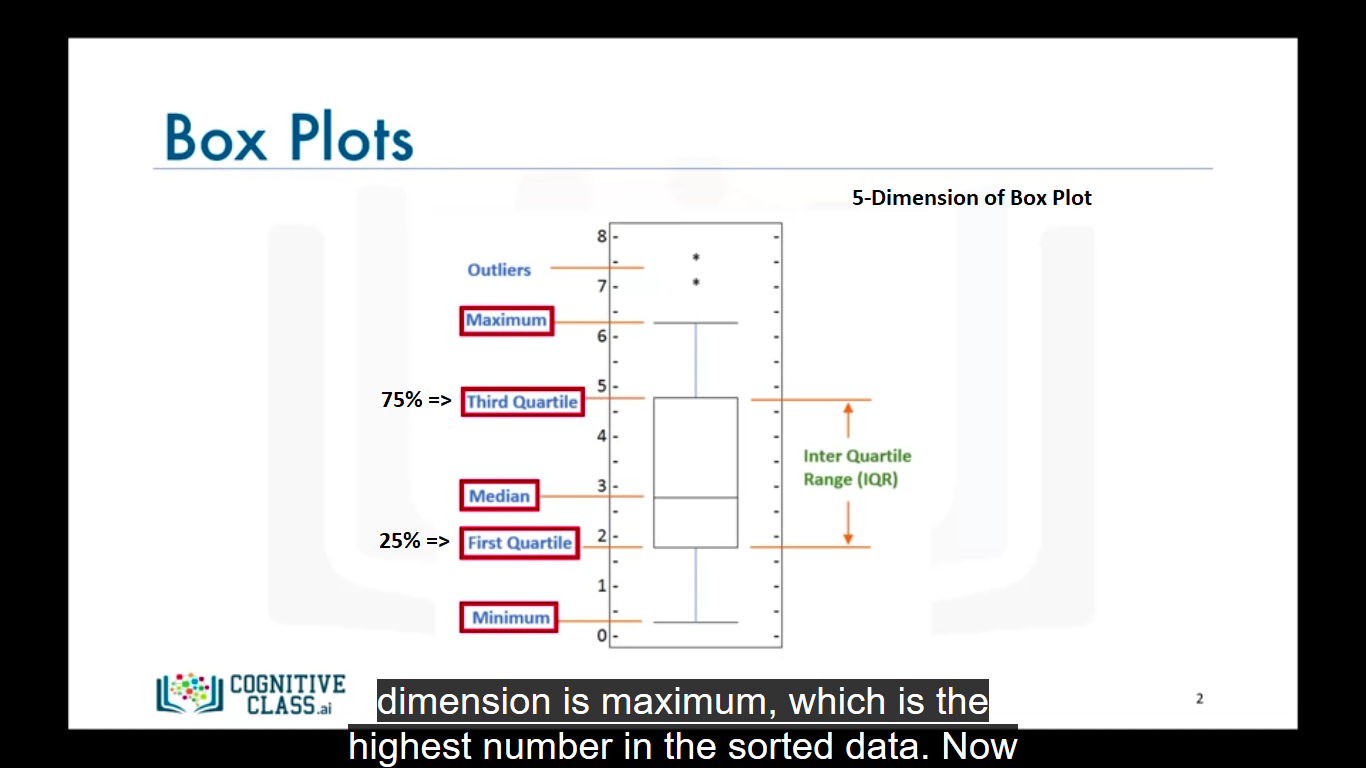 Box Plots
5-Dimension of Box Plot
8
Outliers
*
*
7
Maximum
6
5
75% =>
Third Quartile
4
Inter Quartile
Range (IQR)
3
Median
2
25% =>
First Quartile
1
Minimum
0
COGNITIVE
CLASS.ai
2
dimension is maximum, which is the
highest number in the sorted data. Now